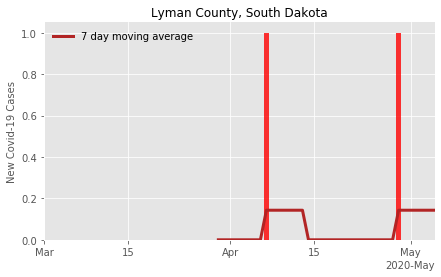 Lyman County, South Dakota
7 day moving average
New Covid-19 Cases
1.0
0.8
0.6
0.4
0.2
0.0
Mar 15 Apr 15 May
2020-May